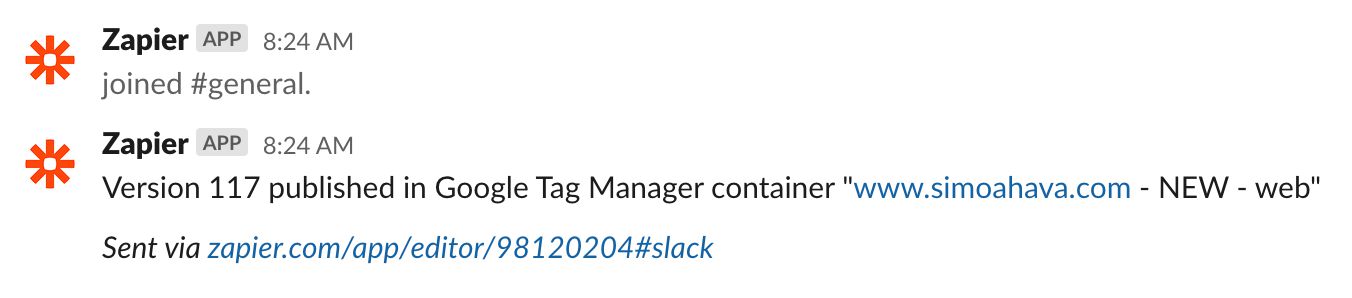 Zapier APP 8:24 AM
joined #general.
Zapier APP 8:24 AM
Version 117 published in Google Tag Manager container "www.simoahava.com - NEW - web"
Sent via zapier.com/app/editor/98120204#slack